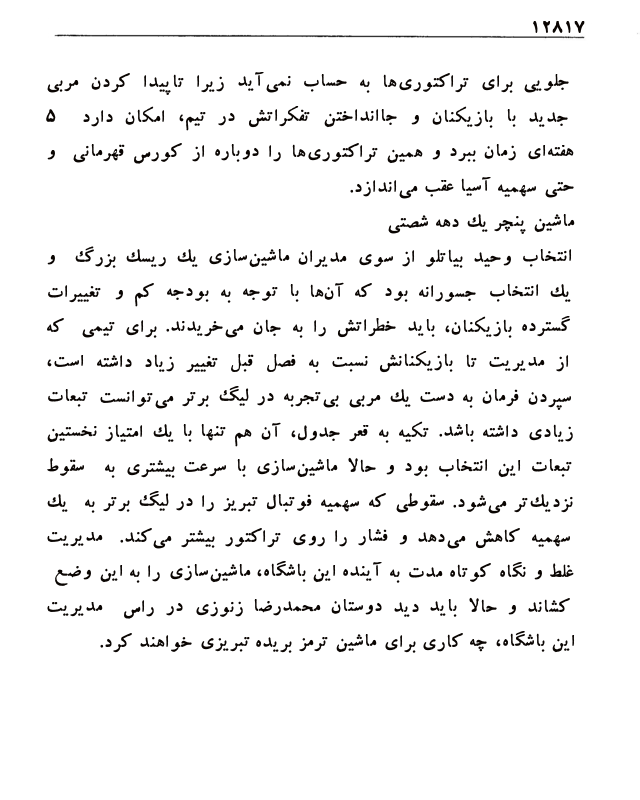 ۱۲۸۱۷
جلویی برای تراکتوری‌ها به حساب نمی‌آید زیرا تاپیدا کردن مربی
جدید با بازیکنان و جاانداختن تفکراتش در تیم، امکان دارد ۵
هفته‌ای زمان ببرد و همین تراکتوری‌ها را دوباره از کورس قهرمانی و
حتی سهمیه آسیا عقب می‌اندازد.
ماشین پنچر یك دهه شصتی
انتخاب وحید بیاتلو از سوی مدیران ماشین‌سازی یك ریسك بزرگ و
یك انتخاب جسورانه بود که آن‌ها با توجه به بودجه کم و تغییرات
گسترده بازیکنان، باید خطراتش را به جان می‌خریدند. برای تیمی که
از مدیریت تا بازیکنانش نسبت به فصل قبل تغییر زیاد داشته است،
سپردن فرمان به دست یك مربی بی‌تجربه در لیگ برتر می‌توانست تبعات
زیادی داشته باشد. تکیه به قعر جدول، آن هم تنها با یك امتیاز نخستین
تبعات این انتخاب بود و حالا ماشین‌سازی با سرعت بیشتری به سقوط
نزدیك‌تر می‌شود. سقوطی که سهمیه فوتبال تبریز را در لیگ برتر به یك
سهمیه کاهش می‌دهد و فشار را روی تراکتور بیشتر می‌کند. مدیریت
غلط و نگاه کوتاه مدت به آینده این باشگاه، ماشین‌سازی را به این وضع
کشاند و حالا باید دید دوستان محمدرضا زنوزی در راس مدیریت
این باشگاه، چه کاری برای ماشین ترمز بریده تبریزی خواهند کرد.